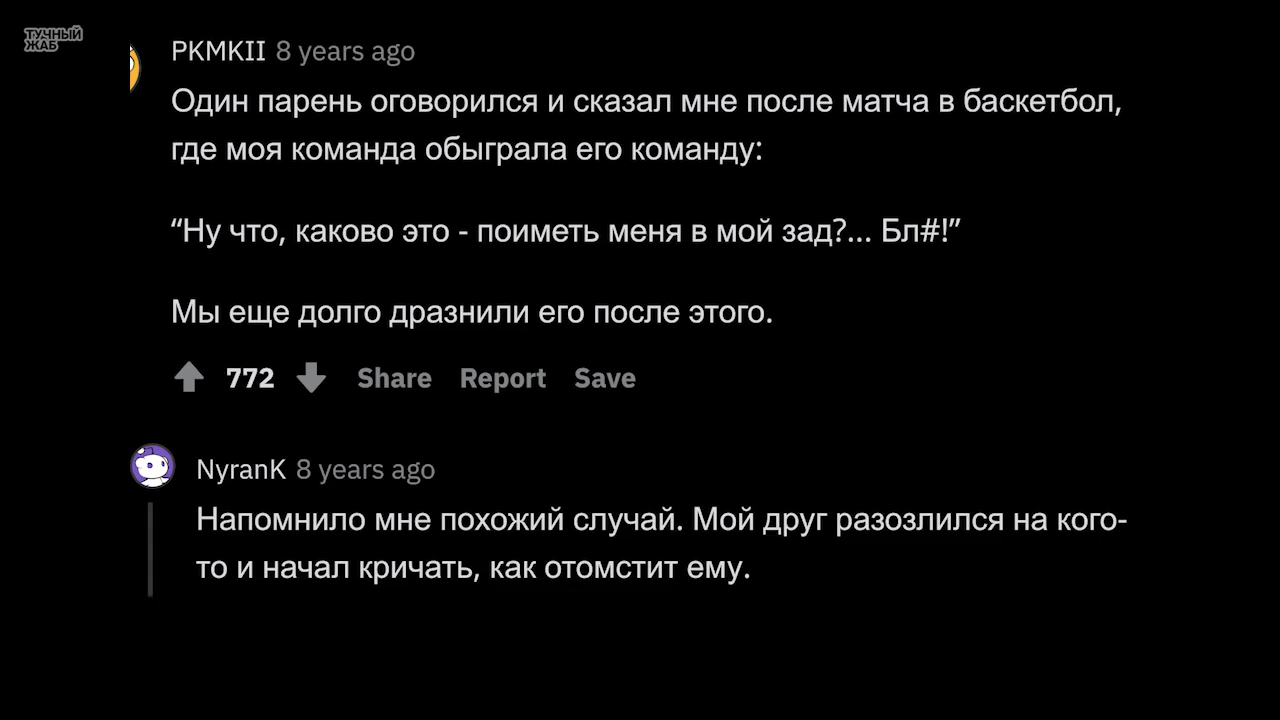 ТУЧНЫЙ
ЖАБ
PKMKII 8 years ago
Один парень оговорился и сказал мне после матча в баскетбол,
где моя команда обыграла его команду:
“Ну что, каково это - поиметь меня в мой зад?... Бл#!”
Мы еще долго дразнили его после этого.
772 Share Report Save
NyranK 8 years ago
Напомнило мне похожий случай. Мой друг разозлился на кого-
то и начал кричать, как отомстит ему.